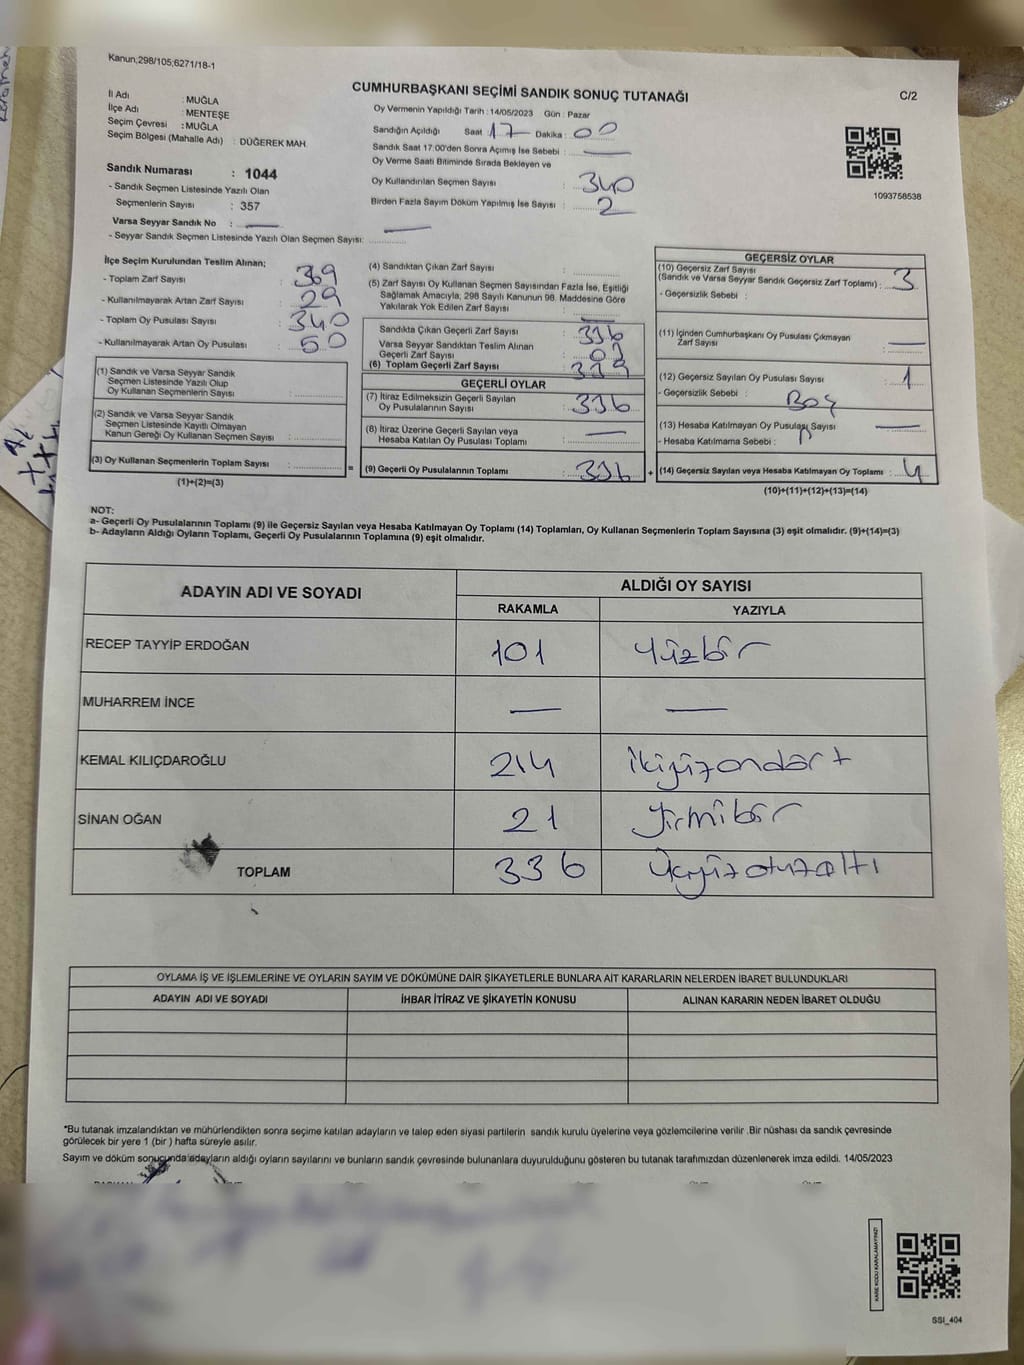 Kanun;298/105;6271/18-1
CUMHURBAŞKANI SEÇİMİ SANDIK SONUÇ TUTANAĞI
C/2
İl Adı : MUĞLA
İlçe Adı : MENTEŞE
Seçim Çevresi : MUĞLA
Seçim Bölgesi (Mahalle Adı) : DÜĞEREK MAH.
Sandık Numarası : 1044
- Sandık Seçmen Listesinde Yazılı Olan
Seçmenlerin Sayısı : 357
Varsa Seyyar Sandık No : —
- Seyyar Sandık Seçmen Listesinde Yazılı Olan Seçmen Sayısı: —
Oy Vermenin Yapıldığı Tarih : 14/05/2023 Gün : Pazar
Sandığın Açıldığı Saat : 17 Dakika : 00
Sandık Saat 17:00'den Sonra Açımış İse Sebebi : —
Oy Verme Saati Bitiminde Sırada Bekleyen ve
Oy Kullandırılan Seçmen Sayısı : 340
Birden Fazla Sayım Döküm Yapılmış İse Sayısı : 2
1093758538
İlçe Seçim Kurulundan Teslim Alınan;
- Toplam Zarf Sayısı : 369
- Kullanılmayarak Artan Zarf Sayısı : 29
- Toplam Oy Pusulası Sayısı : 340
- Kullanılmayarak Artan Oy Pusulası : 50
(1) Sandık ve Varsa Seyyar Sandık
Seçmen Listesinde Yazılı Olup
Oy Kullanan Seçmenlerin Sayısı :
(2) Sandık ve Varsa Seyyar Sandık
Seçmen Listesinde Kayıtlı Olmayan
Kanun Gereği Oy Kullanan Seçmen Sayısı :
(3) Oy Kullanan Seçmenlerin Toplam Sayısı :
(1)+(2)=(3)
(4) Sandıktan Çıkan Zarf Sayısı :
(5) Zarf Sayısı Oy Kullanan Seçmen Sayısından Fazla İse, Eşitliği
Sağlamak Amacıyla, 298 Sayılı Kanunun 98. Maddesine Göre
Yakılarak Yok Edilen Zarf Sayısı : —
Sandıkta Çıkan Geçerli Zarf Sayısı : 336
Varsa Seyyar Sandıktan Teslim Alınan
Geçerli Zarf Sayısı :
(6) Toplam Geçerli Zarf Sayısı :
GEÇERLİ OYLAR
(7) İtiraz Edilmeksizin Geçerli Sayılan
Oy Pusulalarının Sayısı : 336
(8) İtiraz Üzerine Geçerli Sayılan veya
Hesaba Katılan Oy Pusulası Toplamı : —
= (9) Geçerli Oy Pusulalarının Toplamı : 336 +
GEÇERSİZ OYLAR
(10) Geçersiz Zarf Sayısı
(Sandık ve Varsa Seyyar Sandık Geçersiz Zarf Toplamı) : 3
- Geçersizlik Sebebi :
(11) İçinden Cumhurbaşkanı Oy Pusulası Çıkmayan
Zarf Sayısı : —
(12) Geçersiz Sayılan Oy Pusulası Sayısı : 1
- Geçersizlik Sebebi : Boş
(13) Hesaba Katılmayan Oy Pusulası Sayısı : —
- Hesaba Katılmama Sebebi :
(14) Geçersiz Sayılan veya Hesaba Katılmayan Oy Toplamı : 4
(10)+(11)+(12)+(13)=(14)
NOT:
a- Geçerli Oy Pusulalarının Toplamı (9) ile Geçersiz Sayılan veya Hesaba Katılmayan Oy Toplamı (14) Toplamları, Oy Kullanan Seçmenlerin Toplam Sayısına (3) eşit olmalıdır. (9)+(14)=(3)
b- Adayların Aldığı Oyların Toplamı, Geçerli Oy Pusulalarının Toplamına (9) eşit olmalıdır.
ADAYIN ADI VE SOYADI ALDIĞI OY SAYISI
RAKAMLA YAZIYLA
RECEP TAYYİP ERDOĞAN 101 Yüzbir
MUHARREM İNCE — —
KEMAL KILIÇDAROĞLU 214 ikiyüzondört
SİNAN OĞAN 21 Yirmibir
TOPLAM 336 Üçyüzotuzaltı
OYLAMA İŞ VE İŞLEMLERİNE VE OYLARIN SAYIM VE DÖKÜMÜNE DAİR ŞİKAYETLERLE BUNLARA AİT KARARLARIN NELERDEN İBARET BULUNDUKLARI
ADAYIN ADI VE SOYADI İHBAR İTİRAZ VE ŞİKAYETİN KONUSU ALINAN KARARIN NEDEN İBARET OLDUĞU
*Bu tutanak imzalandıktan ve mühürlendikten sonra seçime katılan adayların ve talep eden siyasi partilerin sandık kurulu üyelerine veya gözlemcilerine verilir .Bir nüshası da sandık çevresinde
görülecek bir yere 1 (bir ) hafta süreyle asılır.
Sayım ve döküm sonucunda adayların aldığı oyların sayılarını ve bunların sandık çevresinde bulunanlara duyurulduğunu gösteren bu tutanak tarafımızdan düzenlenerek imza edildi. 14/05/2023
KARE KODU KARALAMAYINIZ!
SSI_404